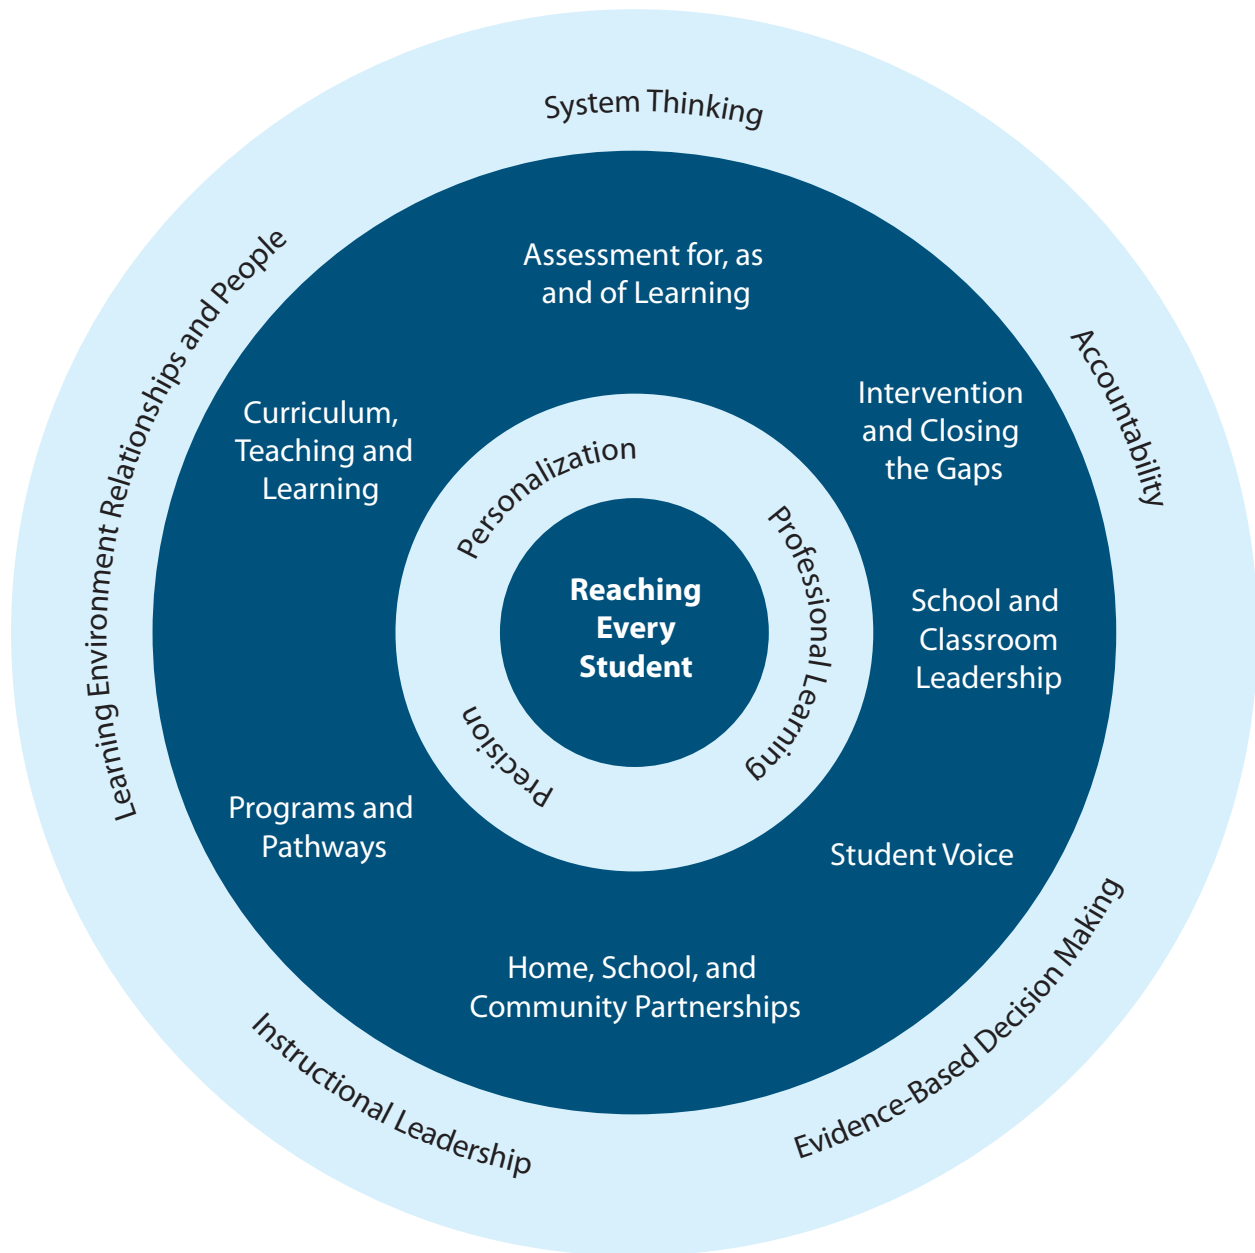 System Thinking
Accountability
Evidence-Based Decision Making
Instructional Leadership
Learning Environment Relationships and People
Assessment for, as
and of Learning
Intervention
and Closing
the Gaps
School and
Classroom
Leadership
Student Voice
Home, School, and
Community Partnerships
Programs and
Pathways
Curriculum,
Teaching and
Learning
Personalization
Professional Learning
Precision
Reaching
Every
Student